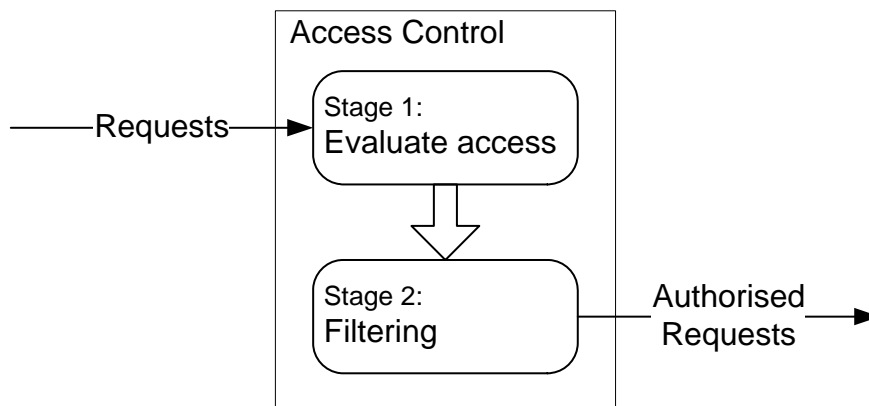 Access Control
Stage 1:
Evaluate access
Requests
Stage 2:
Filtering
Authorised
Requests